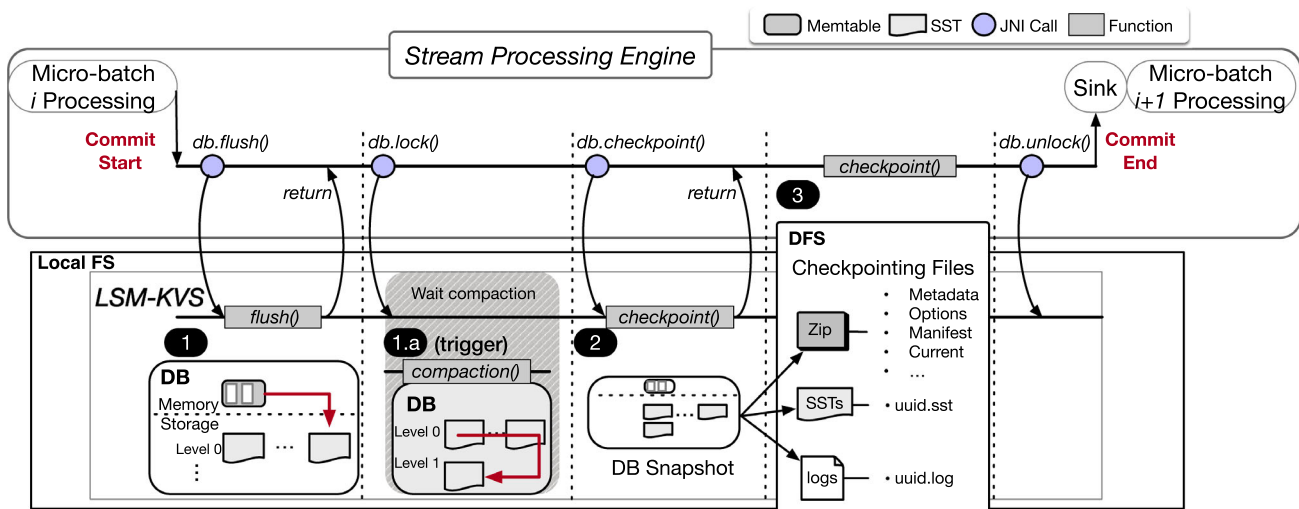 Memtable
SST
JNI Call
Function
Stream Processing Engine
Micro-batch
i Processing
Sink
Micro-batch
i+1 Processing
Commit
Start
db.flush()
db.lock()
db.checkpoint()
db.unlock()
Commit
End
checkpoint()
return
return
3
Local FS
DFS
LSM-KVS
Wait compaction
Checkpointing Files
• Metadata
• Options
• Manifest
• Current
• ...
flush()
checkpoint()
Zip
1
1.a
(trigger)
2
compaction()
DB
Memory
Storage
Level 0
...
⋮
DB
Level 0
...
Level 1
...
DB Snapshot
SSTs
• uuid.sst
logs
• uuid.log